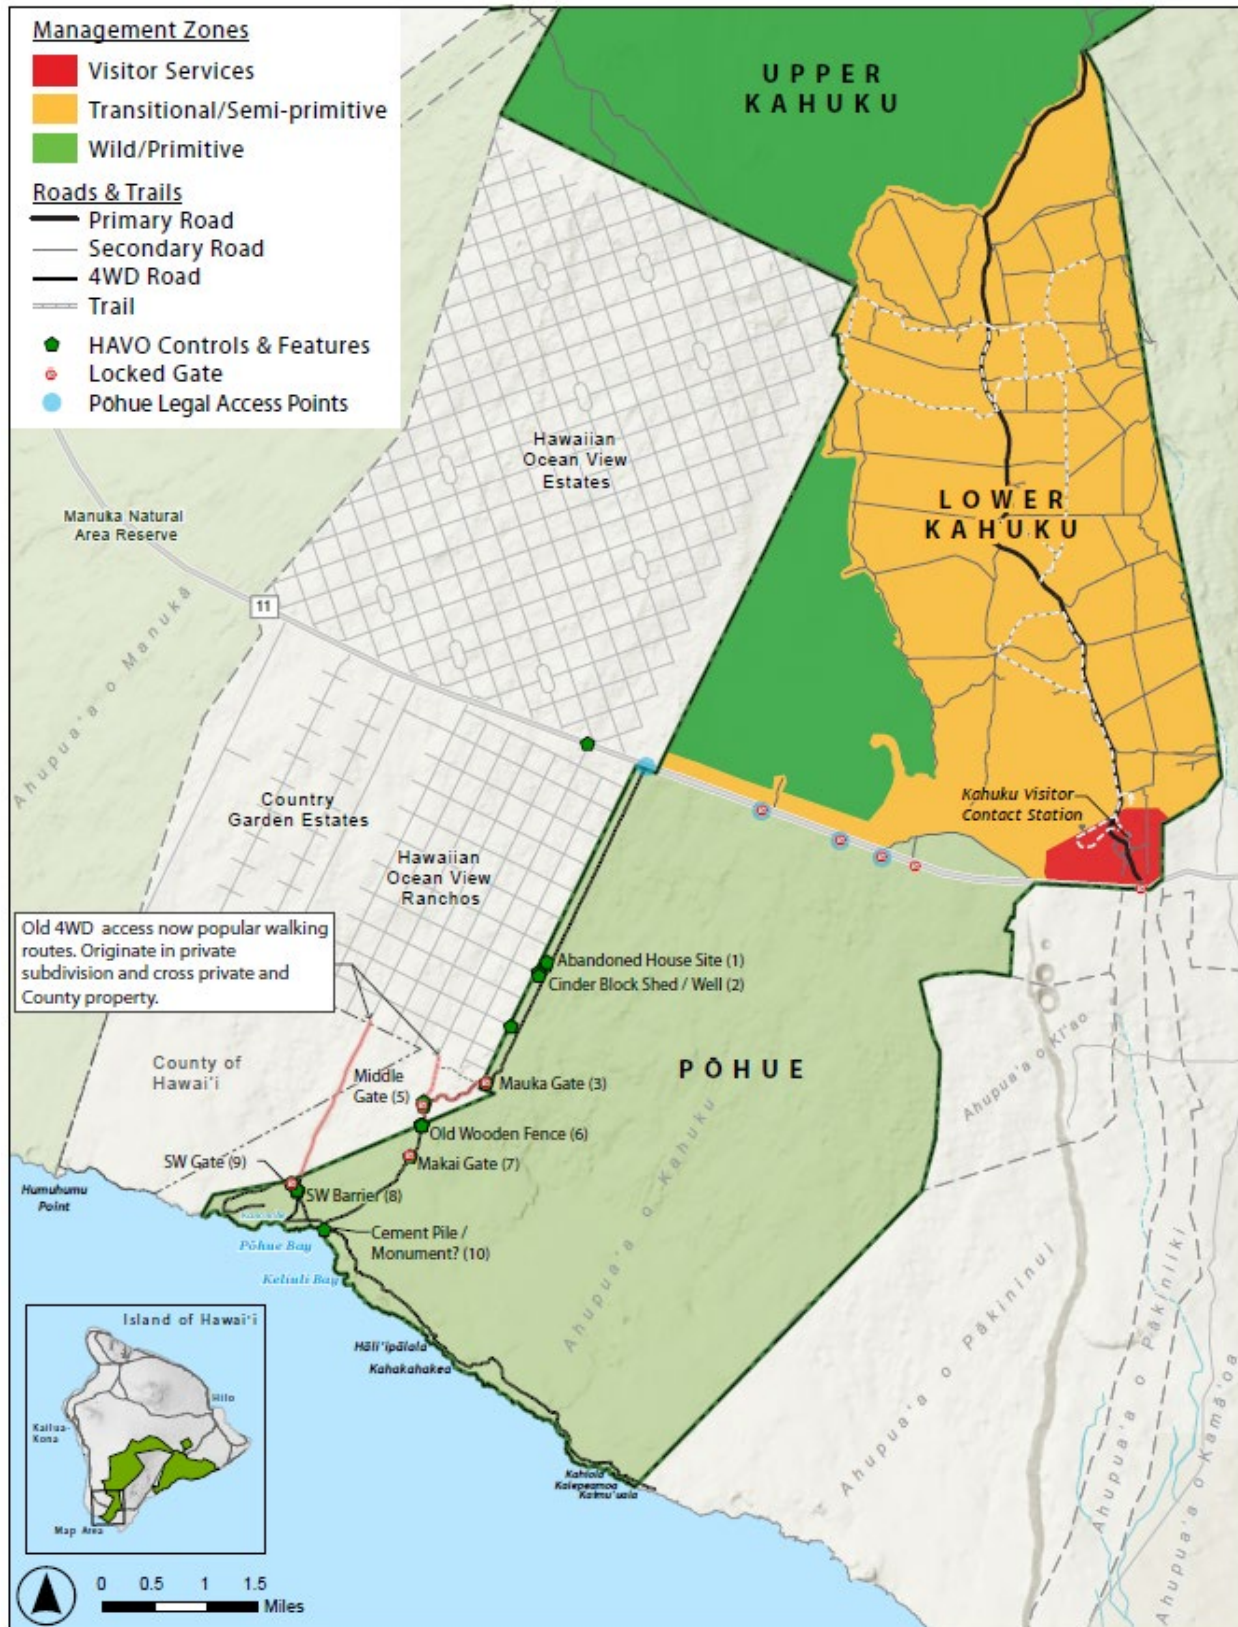 Management Zones
Visitor Services
Transitional/Semi-primitive
Wild/Primitive
Roads & Trails
Primary Road
Secondary Road
4WD Road
Trail
HAVO Controls & Features
Locked Gate
Pōhue Legal Access Points
UPPER
KAHUKU
Hawaiian
Ocean View
Estates
LOWER
KAHUKU
Manuka Natural
Area Reserve
11
Ahupua'a o Manukā
Country
Garden Estates
Kahuku Visitor
Contact Station
Hawaiian
Ocean View
Ranchos
Old 4WD access now popular walking
routes. Originate in private
subdivision and cross private and
County property.
Abandoned House Site (1)
Cinder Block Shed / Well (2)
County of
Hawai'i
Middle
Gate (5)
Mauka Gate (3)
PŌHUE
Ahupua'a o Kī'ao
Old Wooden Fence (6)
Makai Gate (7)
SW Gate (9)
SW Barrier (8)
Humuhumu
Point
Cement Pile /
Monument? (10)
Pōhue Bay
Keliuli Bay
Ahupua'a o Kahuku
Ahupua'a o Pākininui
Ahupua'a o Pākiniiki
Ahupua'a o Kamā'oa
Kahakahakea
Kahiola
Kalepeamoa
Island of Hawai'i
Hilo
Kailua-
Kona
Map Area
0 0.5 1 1.5
Miles